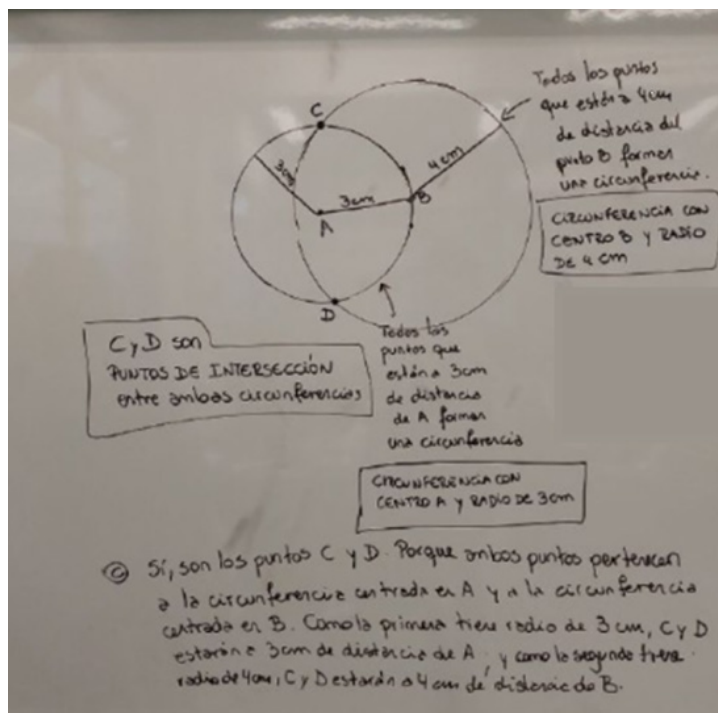 Todos los puntos
que están a 4cm
de distancia del
punto B forman
una circunferencia.
CIRCUNFERENCIA CON
CENTRO B Y RADIO
DE 4 cm
C
3cm
4cm
3cm
B
A
D
C y D son
PUNTOS DE INTERSECCIÓN
entre ambas circunferencias
Todos los
puntos que
están a 3cm
de distancia
de A forman
una circunferencia
CIRCUNFERENCIA CON
CENTRO A Y RADIO DE 3cm
c Sí, son los puntos C y D. Porque ambos puntos pertenecen
a la circunferencia centrada en A y a la circunferencia
centrada en B. Como la primera tiene radio de 3 cm, C y D
estarán a 3cm de distancia de A, y como la segunda tiene
radio de 4cm, C y D estarán a 4 cm de distancia de B.